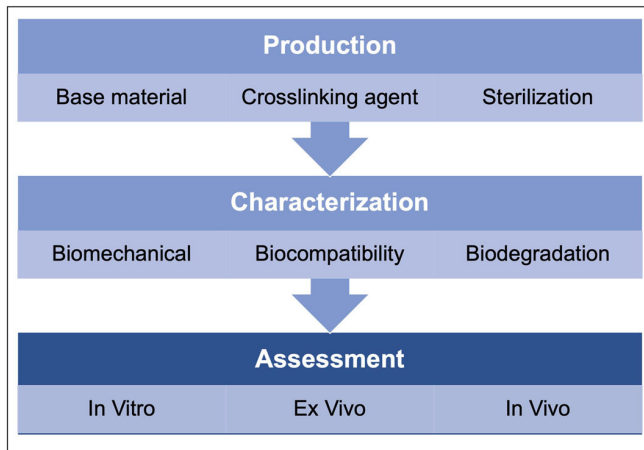 Production
Base material Crosslinking agent Sterilization
Characterization
Biomechanical Biocompatibility Biodegradation
Assessment
In Vitro Ex Vivo In Vivo